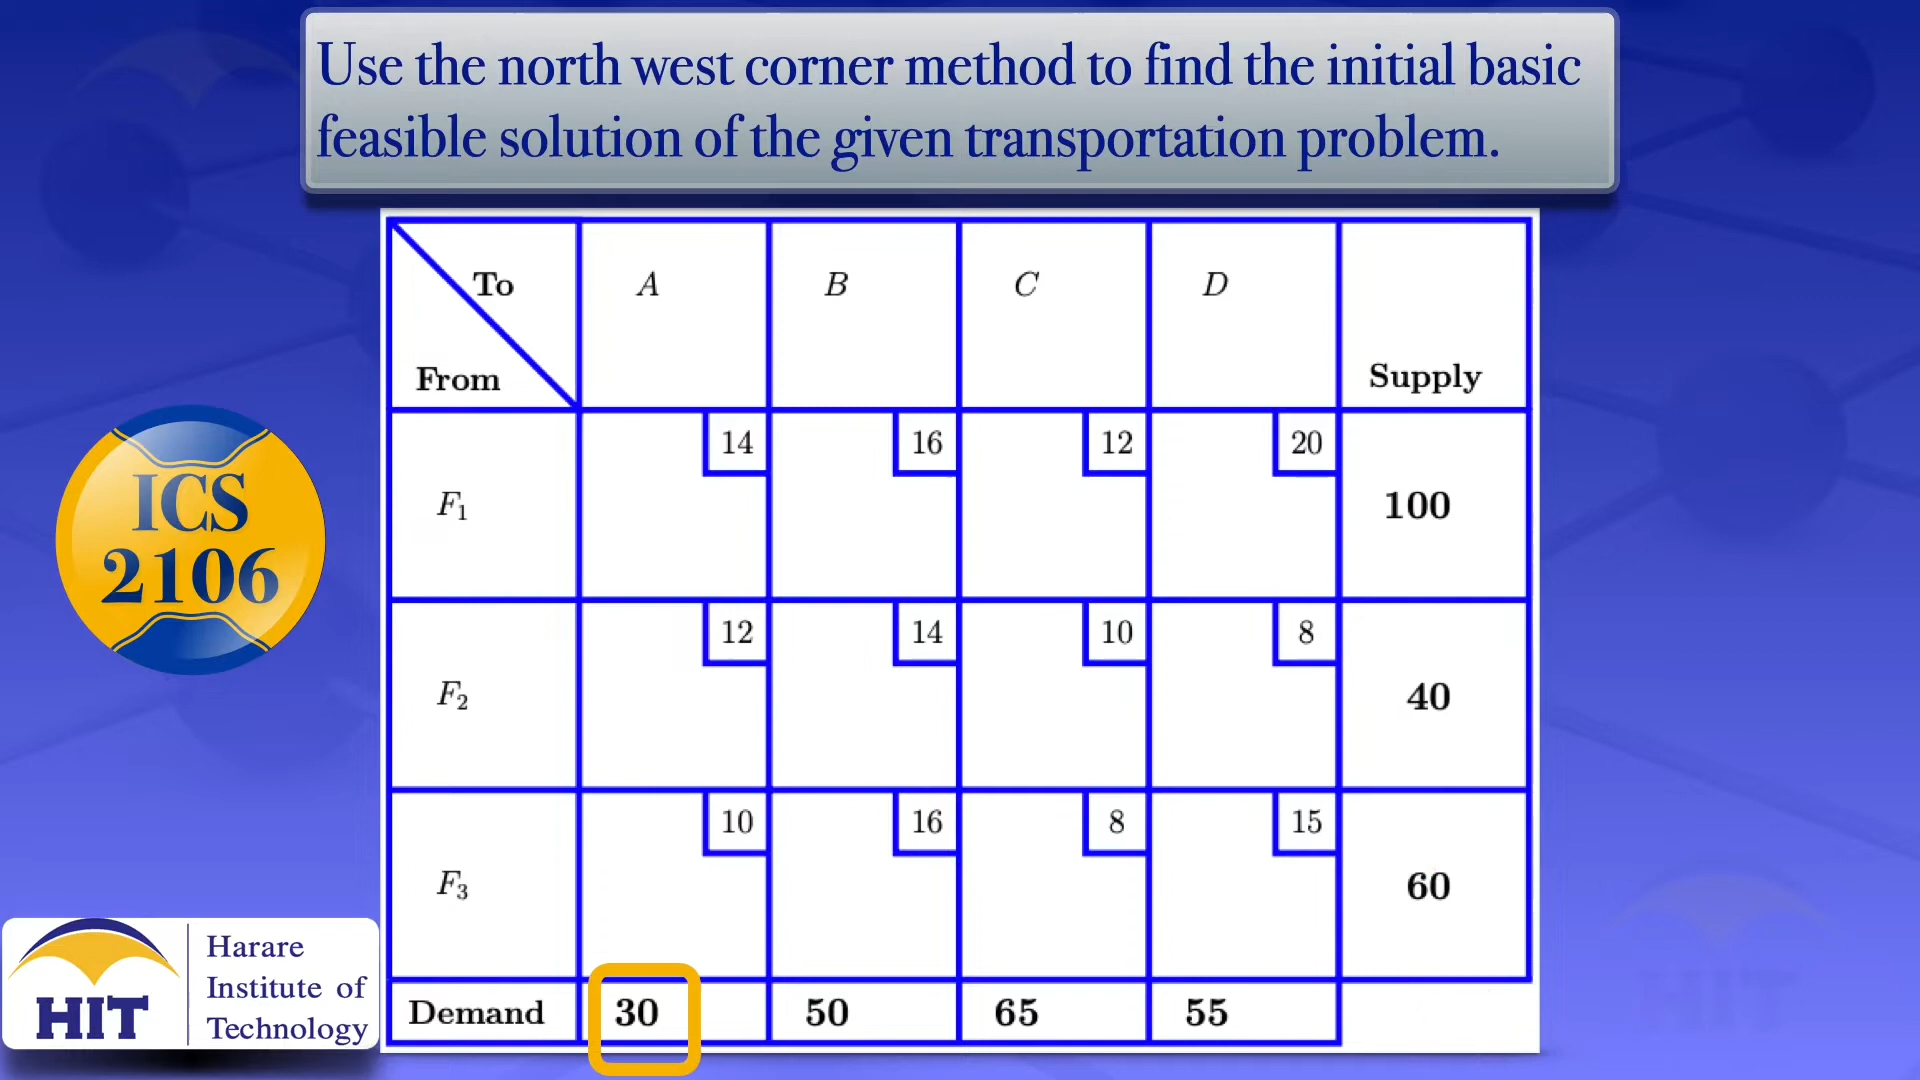 Use the north west corner method to find the initial basic
feasible solution of the given transportation problem.
To A B C D
From Supply
14 16 12 20
F₁ 100
12 14 10 8
F₂ 40
10 16 8 15
F₃ 60
Demand 30 50 65 55
ICS
2106
HIT
Harare
Institute of
Technology